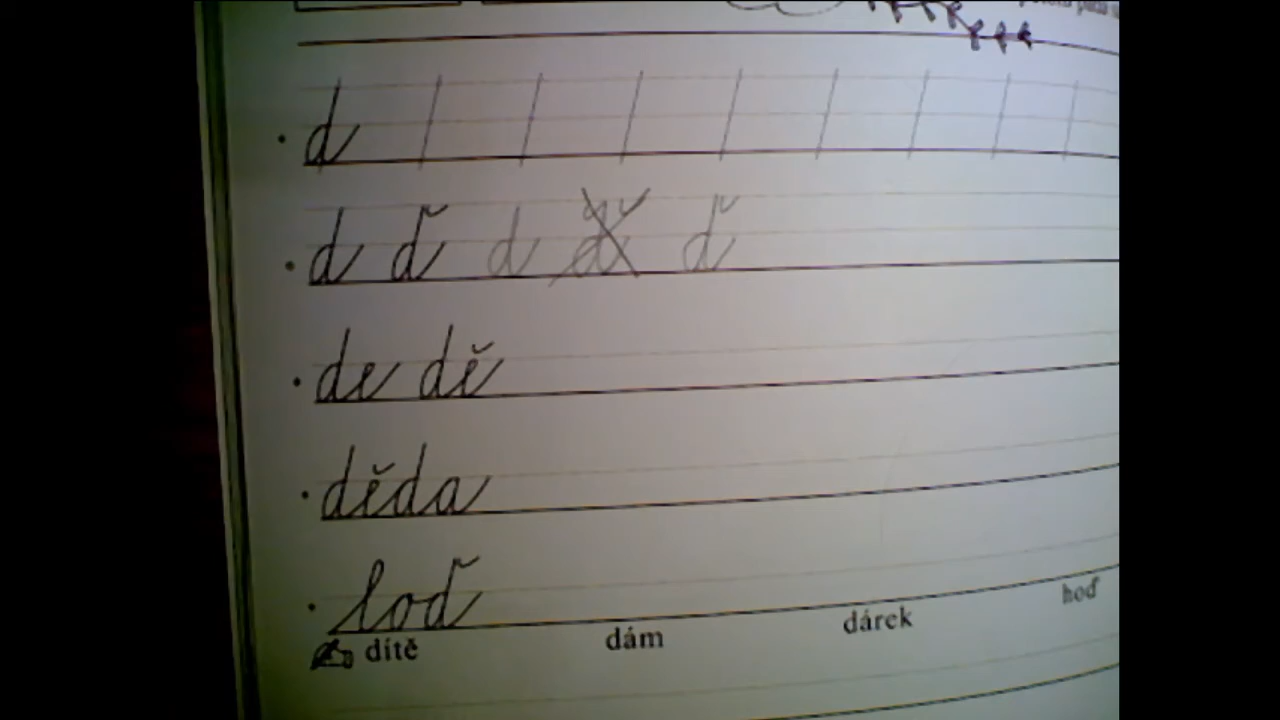 d
d ď d ď ď
de dě
děda
loď
dítě dám dárek hoď